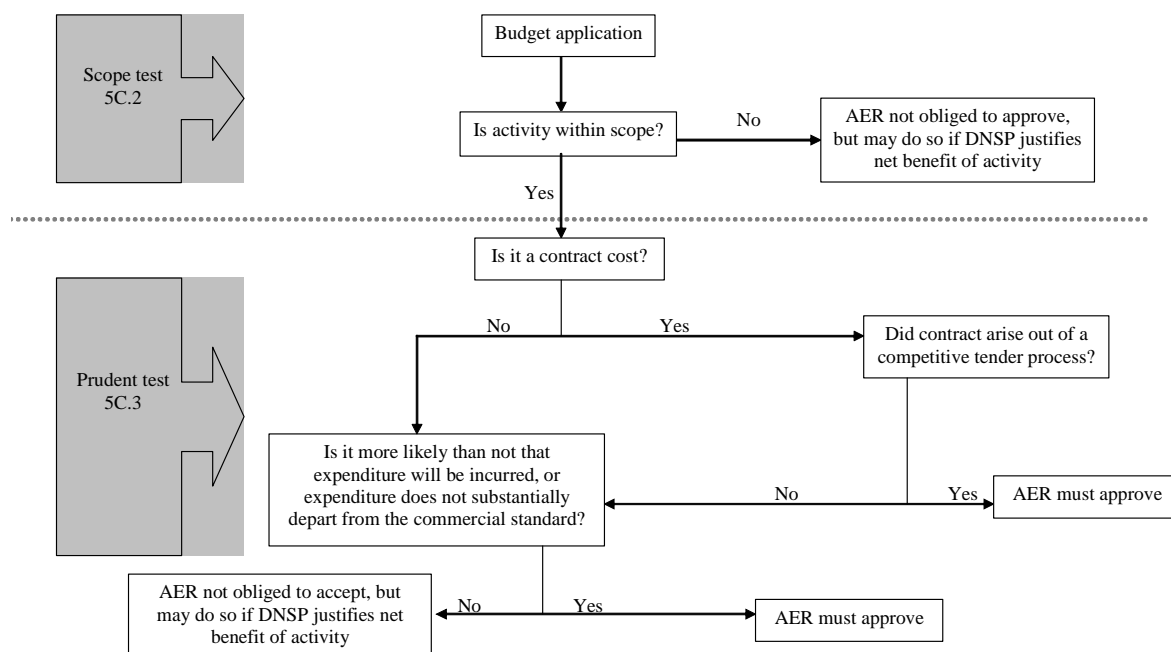 Budget application
Scope test
5C.2
Is activity within scope?
No
AER not obliged to approve,
but may do so if DNSP justifies
net benefit of activity
Yes
Is it a contract cost?
No
Yes
Did contract arise out of a
competitive tender process?
Prudent test
5C.3
Is it more likely than not that
expenditure will be incurred, or
expenditure does not substantially
depart from the commercial standard?
No
Yes
AER must approve
AER not obliged to accept, but
may do so if DNSP justifies net
benefit of activity
No
Yes
AER must approve